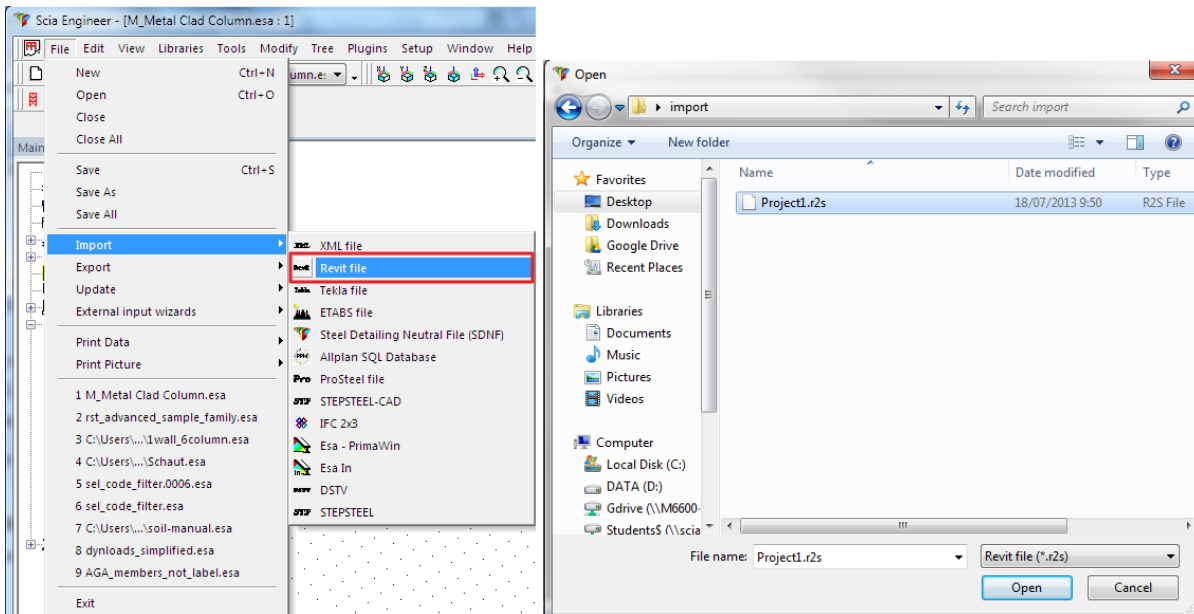 Scia Engineer - [M_Metal Clad Column.esa : 1]
File Edit View Libraries Tools Modify Tree Plugins Setup Window Help
New Ctrl+N
umn.e:
Open Ctrl+O
Close
Close All
Main
Save Ctrl+S
Save As
Save All
Import
Export
Update
External input wizards
Print Data
Print Picture
1 M_Metal Clad Column.esa
2 rst_advanced_sample_family.esa
3 C:\Users\...\1wall_6column.esa
4 C:\Users\...\Schaut.esa
5 sel_code_filter.0006.esa
6 sel_code_filter.esa
7 C:\Users\...\soil-manual.esa
8 dynloads_simplified.esa
9 AGA_members_not_label.esa
Exit
XML XML file
Revit Revit file
Tekla Tekla file
ETABS file
Steel Detailing Neutral File (SDNF)
Allplan SQL Database
Pro ProSteel file
STP STEPSTEEL-CAD
IFC 2x3
Esa - PrimaWin
Esa In
DSTV DSTV
STP STEPSTEEL
Open
import
Search import
Organize New folder
Name Date modified Type
Project1.r2s 18/07/2013 9:50 R2S File
Favorites
Desktop
Downloads
Google Drive
Recent Places
Libraries
Documents
Music
Pictures
Videos
Computer
Local Disk (C:)
DATA (D:)
Gdrive (\\M6600-
Students$ (\\scia
File name: Project1.r2s Revit file (*.r2s)
Open Cancel